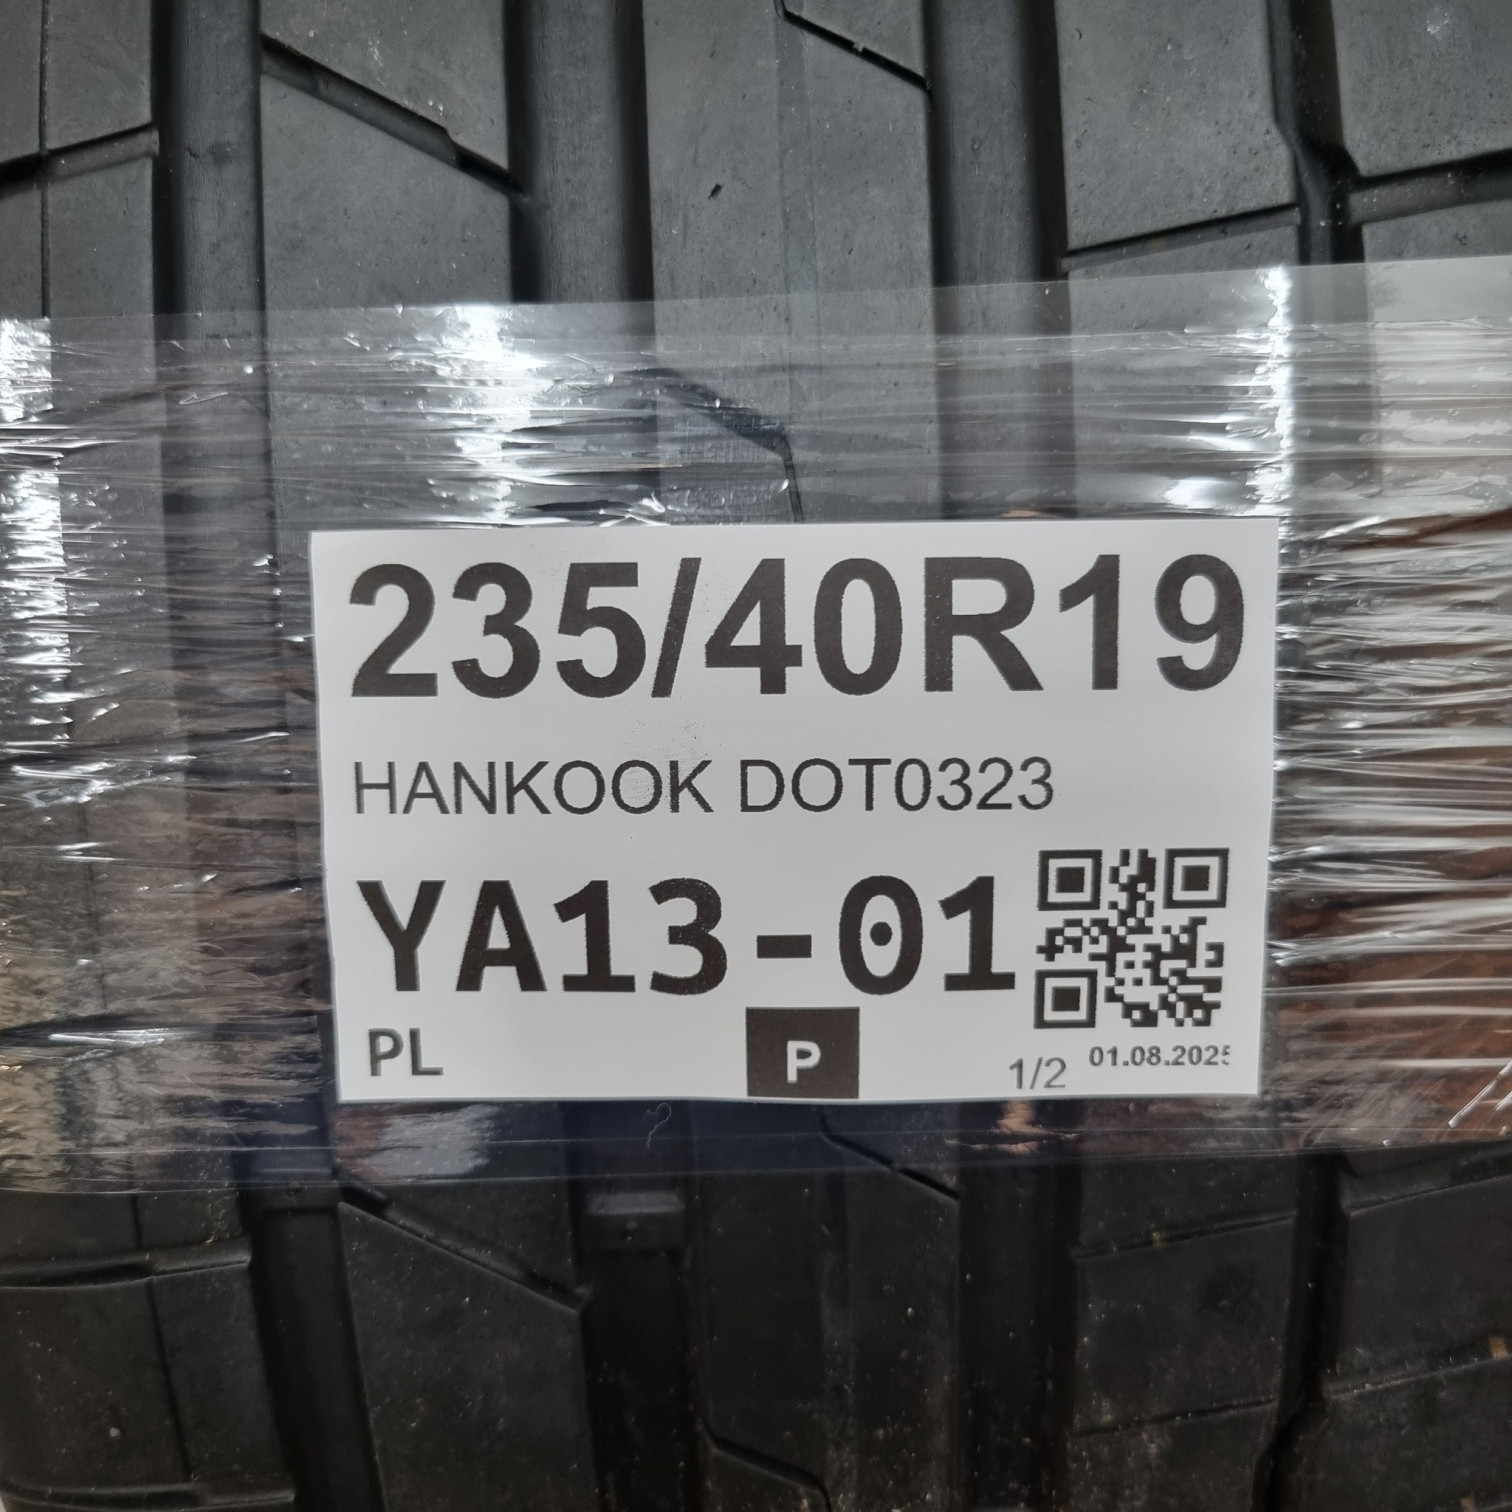 235/40R19
HANKOOK DOT0323
YA13-01
PL
P
1/2 01.08.2025